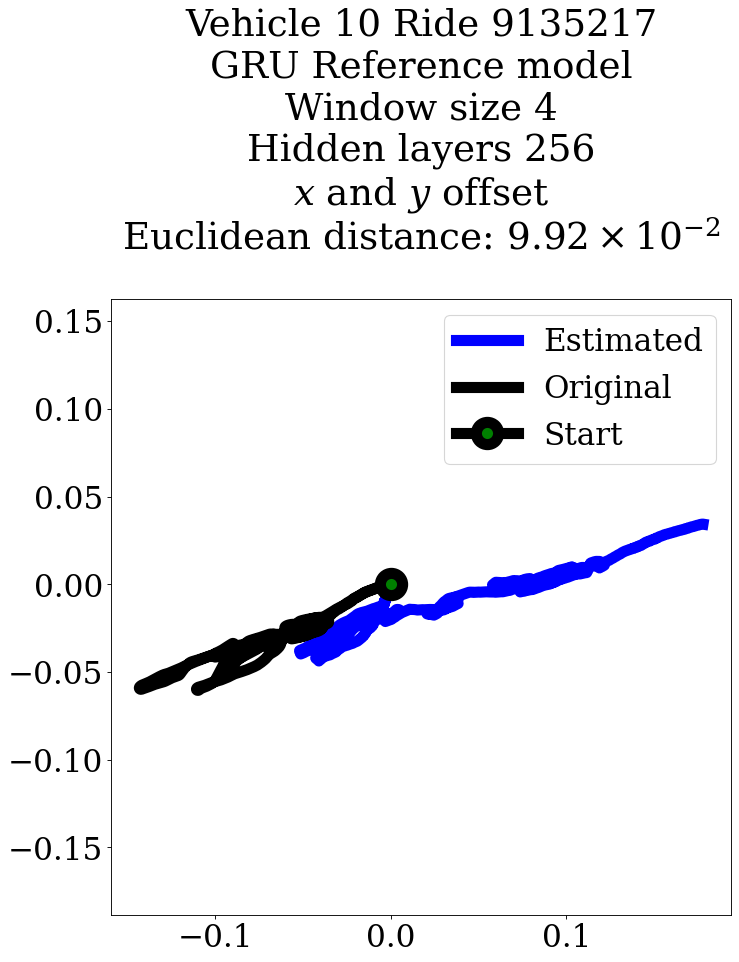 Vehicle 10 Ride 9135217
GRU Reference model
Window size 4
Hidden layers 256
x and y offset
Euclidean distance: 9.92 × 10⁻²
Estimated
Original
Start
0.15
0.10
0.05
0.00
−0.05
−0.10
−0.15
−0.1 0.0 0.1